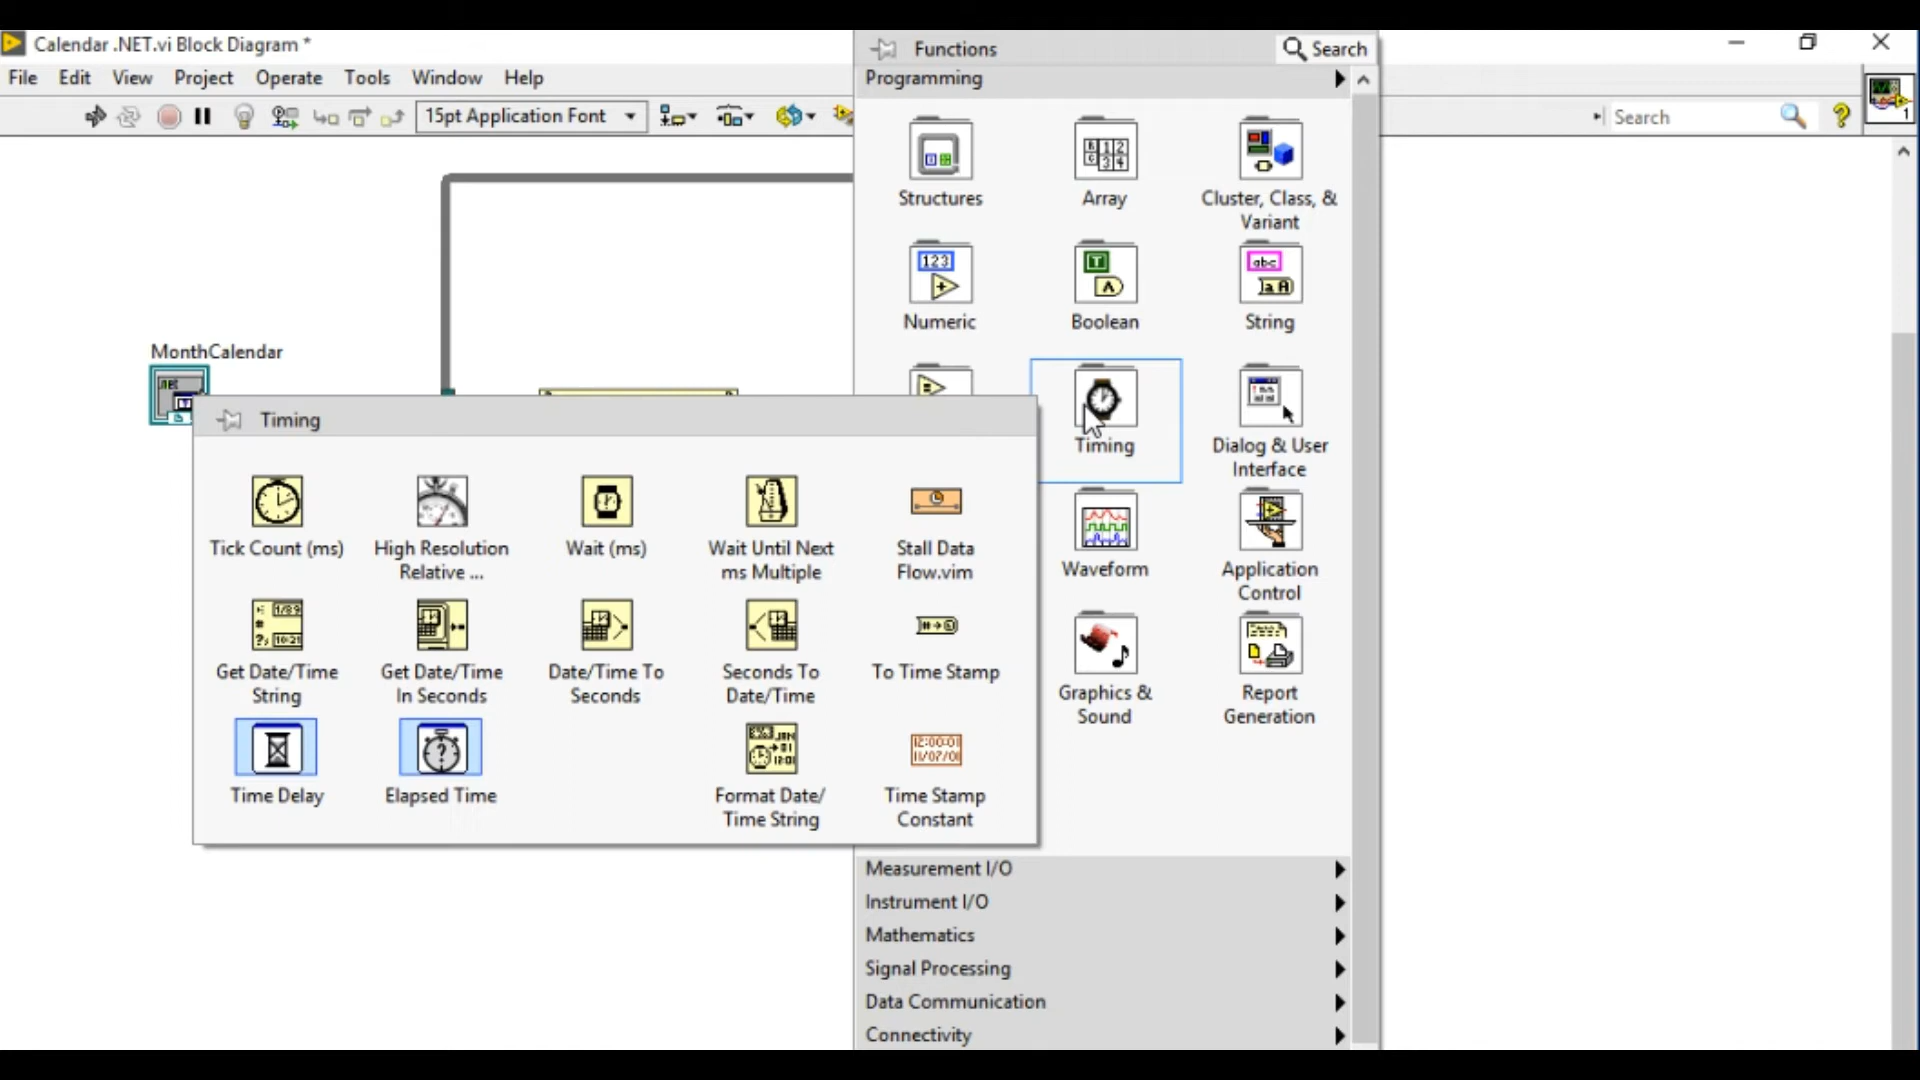 Calendar .NET.vi Block Diagram *
File Edit View Project Operate Tools Window Help
15pt Application Font
Search
1
MonthCalendar
.net
Functions
Search
Programming
Structures
Array
Cluster, Class, &
Variant
Numeric
Boolean
String
Timing
Dialog & User
Interface
Waveform
Application
Control
Graphics &
Sound
Report
Generation
Measurement I/O
Instrument I/O
Mathematics
Signal Processing
Data Communication
Connectivity
Timing
Tick Count (ms)
High Resolution
Relative ...
Wait (ms)
Wait Until Next
ms Multiple
Stall Data
Flow.vim
Get Date/Time
String
Get Date/Time
In Seconds
Date/Time To
Seconds
Seconds To
Date/Time
To Time Stamp
Time Delay
Elapsed Time
Format Date/
Time String
Time Stamp
Constant